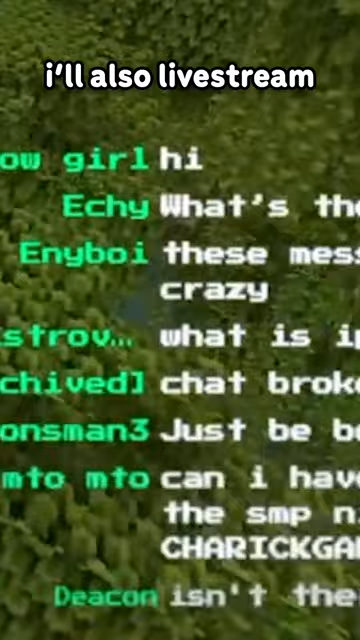 i'll also livestream
ow girl hi
Echy What's the
Enyboi these mess
crazy
strov... what is ip
chived] chat broke
onsman3 Just be be
mto mto can i have
the smp n
CHARICKGA
Deacon isn't the